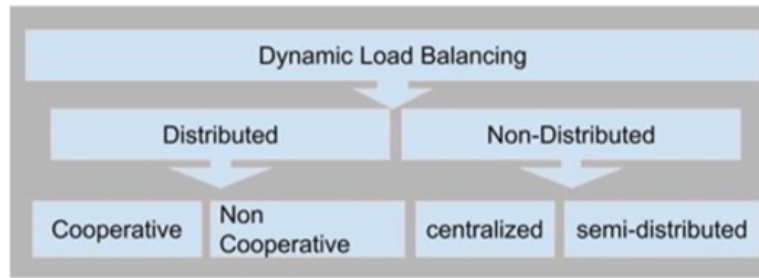 Dynamic Load Balancing
Distributed
Non-Distributed
Cooperative
Non
Cooperative
centralized
semi-distributed